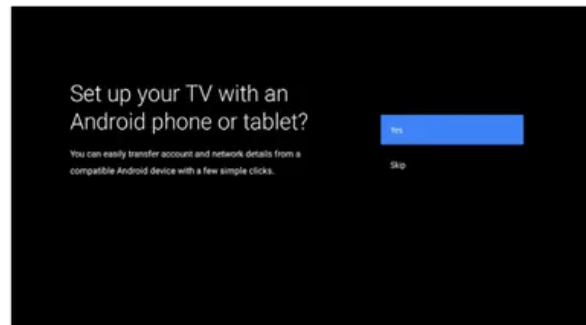 Set up your TV with an
Android phone or tablet?
You can easily transfer account and network details from a
compatible Android device with a few simple clicks.
Yes
Skip